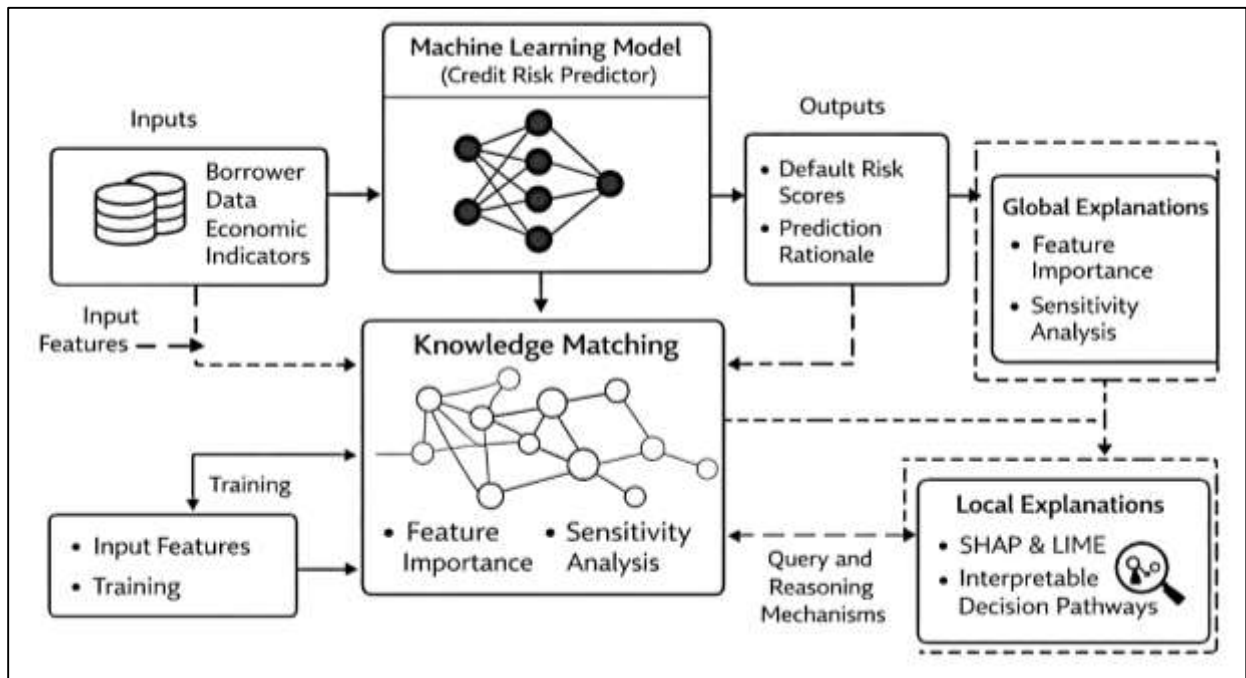 Machine Learning Model
(Credit Risk Predictor)
Inputs
Borrower
Data
Economic
Indicators
Outputs
• Default Risk
Scores
• Prediction
Rationale
Global Explanations
• Feature
Importance
• Sensitivity
Analysis
Input
Features
Knowledge Matching
• Feature
Importance
• Sensitivity
Analysis
Training
• Input Features
• Training
Query and
Reasoning
Mechanisms
Local Explanations
• SHAP & LIME
• Interpretable
Decision Pathways